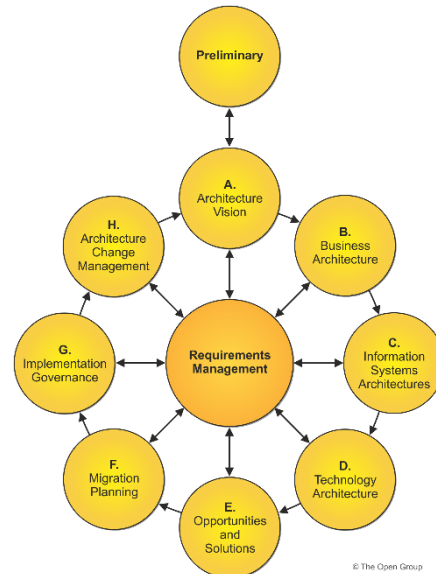 Preliminary
A.
Architecture
Vision
B.
Business
Architecture
C.
Information
Systems
Architectures
D.
Technology
Architecture
E.
Opportunities
and
Solutions
F.
Migration
Planning
G.
Implementation
Governance
H.
Architecture
Change
Management
Requirements
Management
© The Open Group